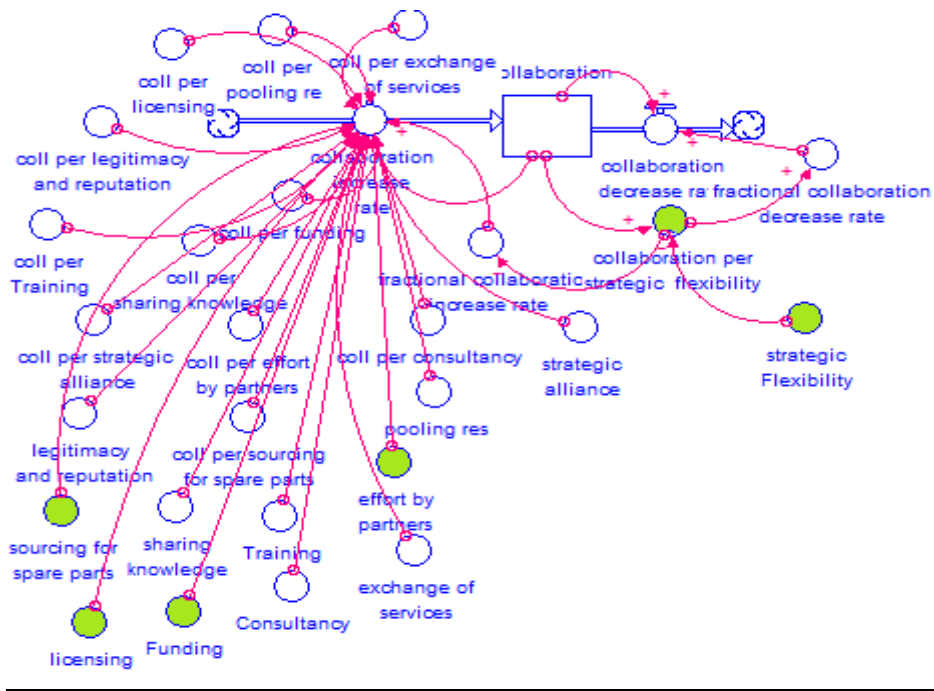 coll per
licensing
coll per
pooling re
coll per exchange
of services
ollaboration
coll per legitimacy
and reputation
collaboration
increase
rate
collaboration
decrease ra
fractional collaboration
decrease rate
coll per
Training
coll per funding
coll per
sharing knowledge
fractional collaboratic
increase rate
collaboration per
strategic flexibility
coll per strategic
alliance
coll per effort
by partners
coll per consultancy
strategic
alliance
strategic
Flexibility
legitimacy
and reputation
coll per sourcing
for spare parts
pooling res
effort by
partners
sourcing for
spare parts
sharing
knowledge
Training
exchange of
services
licensing
Funding
Consultancy
+
+
+
+
+